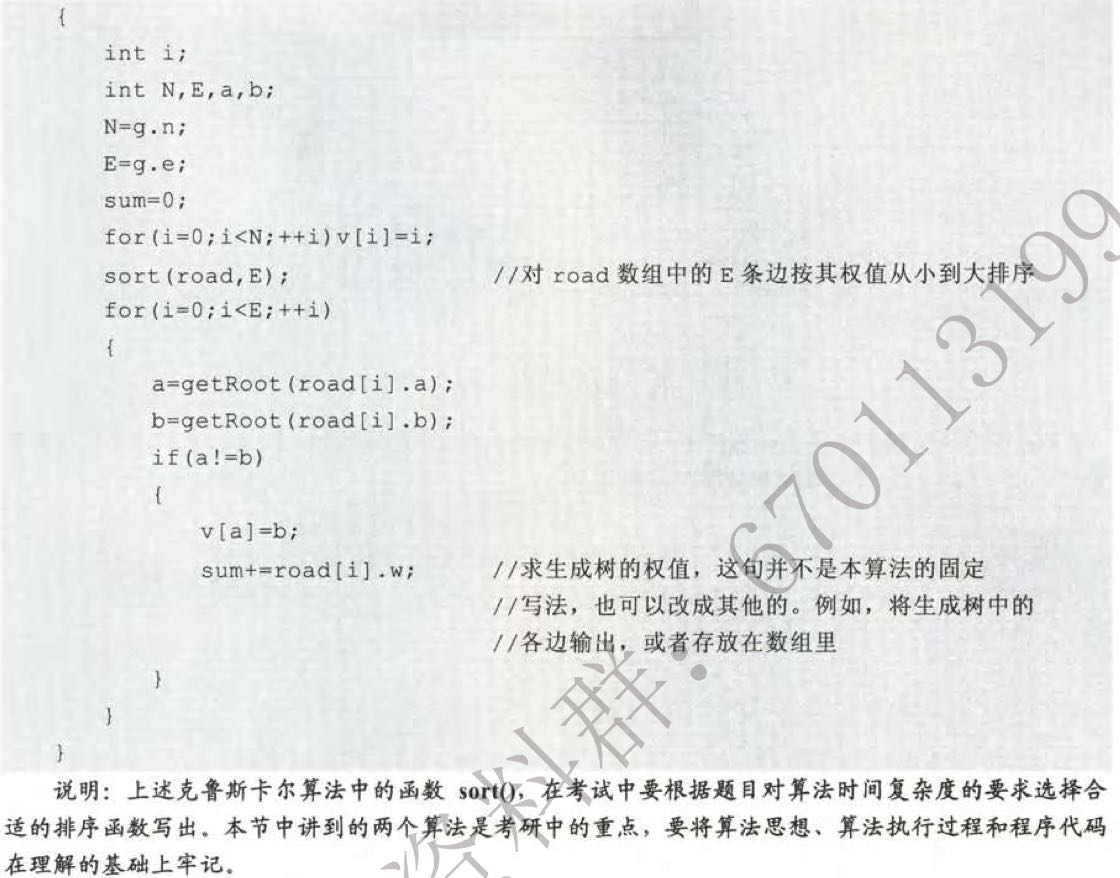 {
int i;
int N,E,a,b;
N=g.n;
E=g.e;
sum=0;
for(i=0;i<N;++i)v[i]=i;
sort(road,E); //对 road 数组中的 E 条边按其权值从小到大排序
for(i=0;i<E;++i)
{
a=getRoot(road[i].a);
b=getRoot(road[i].b);
if(a!=b)
{
v[a]=b;
sum+=road[i].w; //求生成树的权值，这句并不是本算法的固定
//写法，也可以改成其他的。例如，将生成树中的
//各边输出，或者存放在数组里
}
}
}
说明：上述克鲁斯卡尔算法中的函数 sort()，在考试中要根据题目对算法时间复杂度的要求选择合
适的排序函数写出。本节中讲到的两个算法是考研中的重点，要将算法思想、算法执行过程和程序代码
在理解的基础上牢记。
资料群：670113199